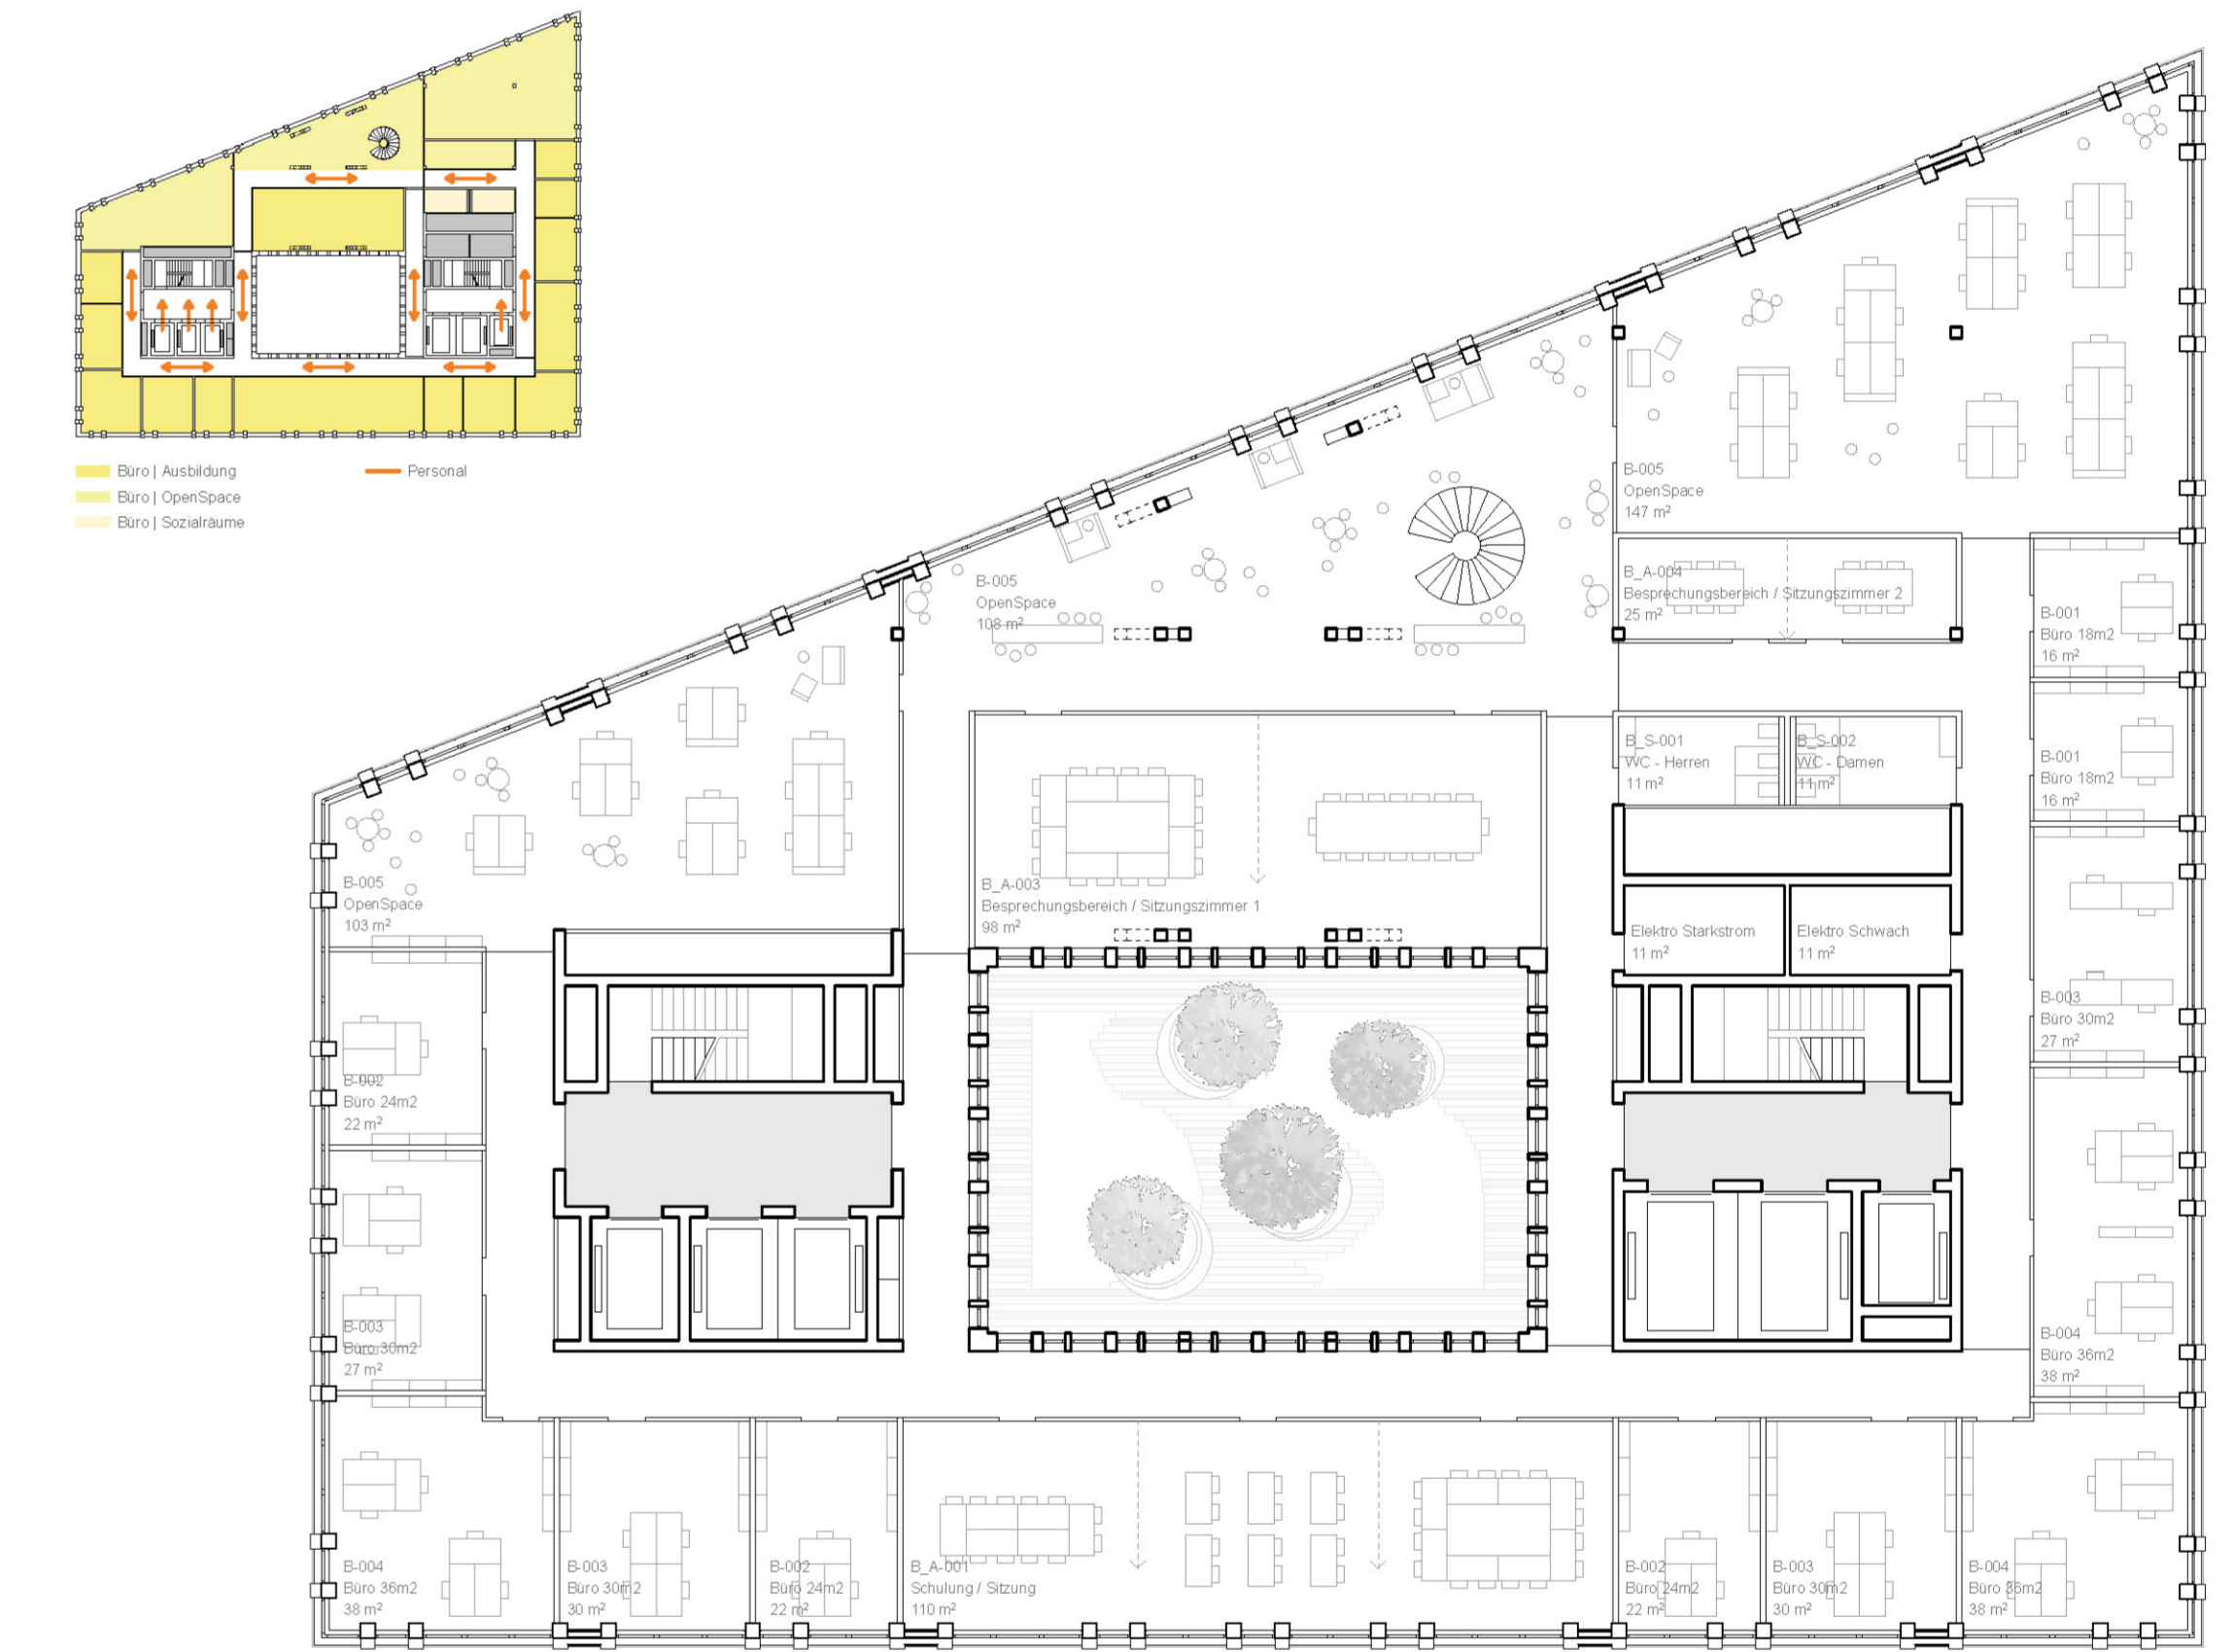 Büro | Ausbildung
Personal
Büro | OpenSpace
Büro | Sozialräume
B-005
OpenSpace
147 m²
B-005
OpenSpace
108 m²
B_A-004
Besprechungsbereich / Sitzungszimmer 2
25 m²
B-001
Büro 18m2
16 m²
B_S-001
WC - Herren
11 m²
B_S-002
WC - Damen
11 m²
B-001
Büro 18m2
16 m²
B-005
OpenSpace
103 m²
B_A-003
Besprechungsbereich / Sitzungszimmer 1
98 m²
Elektro Starkstrom
11 m²
Elektro Schwach
11 m²
B-003
Büro 30m2
27 m²
B-002
Büro 24m2
22 m²
B-003
Büro 30m2
27 m²
B-004
Büro 36m2
38 m²
B-004
Büro 36m2
38 m²
B-003
Büro 30m2
30 m²
B-002
Büro 24m2
22 m²
B_A-001
Schulung / Sitzung
110 m²
B-002
Büro 24m2
22 m²
B-003
Büro 30m2
30 m²
B-004
Büro 36m2
38 m²